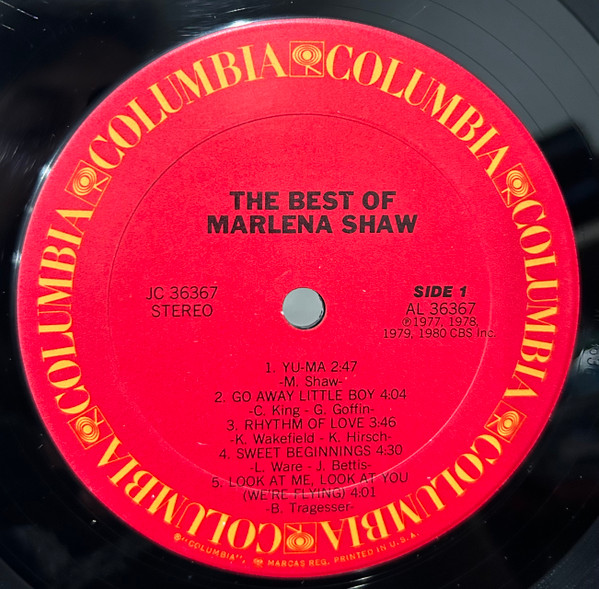 COLUMBIA COLUMBIA COLUMBIA COLUMBIA COLUMBIA COLUMBIA COLUMBIA
THE BEST OF
MARLENA SHAW
JC 36367
STEREO
SIDE 1
AL 36367
℗1977, 1978,
1979, 1980 CBS Inc.
1. YU-MA 2:47
-M. Shaw-
2. GO AWAY LITTLE BOY 4:04
-C. King - G. Goffin-
3. RHYTHM OF LOVE 3:46
-K. Wakefield - K. Hirsch-
4. SWEET BEGINNINGS 4:30
-L. Ware - J. Bettis-
5. LOOK AT ME, LOOK AT YOU
(WE'RE FLYING) 4:01
-B. Tragesser-
®"COLUMBIA", MARCAS REG. PRINTED IN U.S.A.